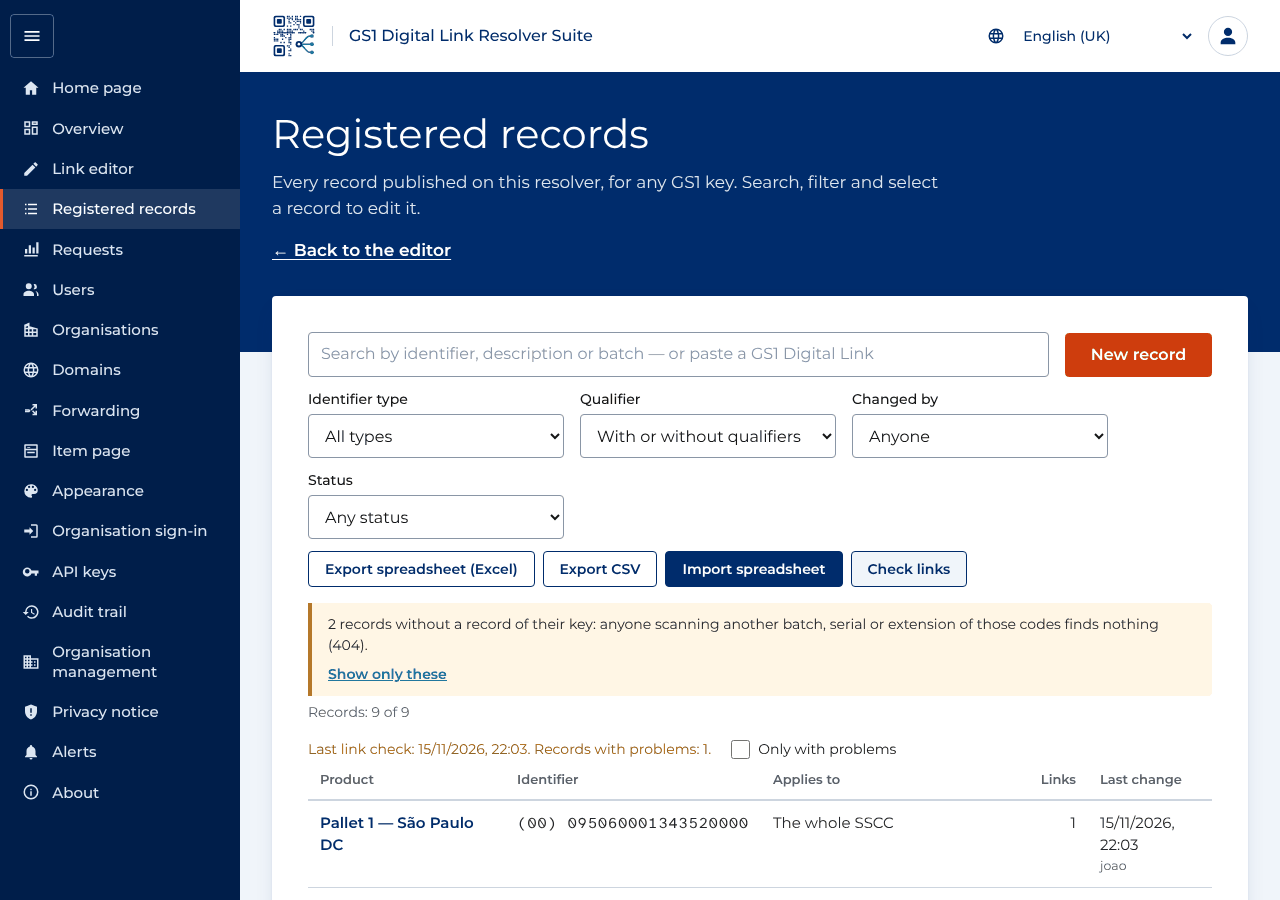 GS1 Digital Link Resolver Suite
English (UK)
Home page
Overview
Link editor
Registered records
Requests
Users
Organisations
Domains
Forwarding
Item page
Appearance
Organisation sign-in
API keys
Audit trail
Organisation
management
Privacy notice
Alerts
About
Registered records
Every record published on this resolver, for any GS1 key. Search, filter and select
a record to edit it.
← Back to the editor
Search by identifier, description or batch — or paste a GS1 Digital Link
New record
Identifier type
Qualifier
Changed by
All types
With or without qualifiers
Anyone
Status
Any status
Export spreadsheet (Excel)
Export CSV
Import spreadsheet
Check links
2 records without a record of their key: anyone scanning another batch, serial or extension of those codes finds nothing
(404).
Show only these
Records: 9 of 9
Last link check: 15/11/2026, 22:03. Records with problems: 1.
Only with problems
Product
Identifier
Applies to
Links
Last change
Pallet 1 — São Paulo
DC
(00) 095060001343520000
The whole SSCC
1
15/11/2026,
22:03
joao